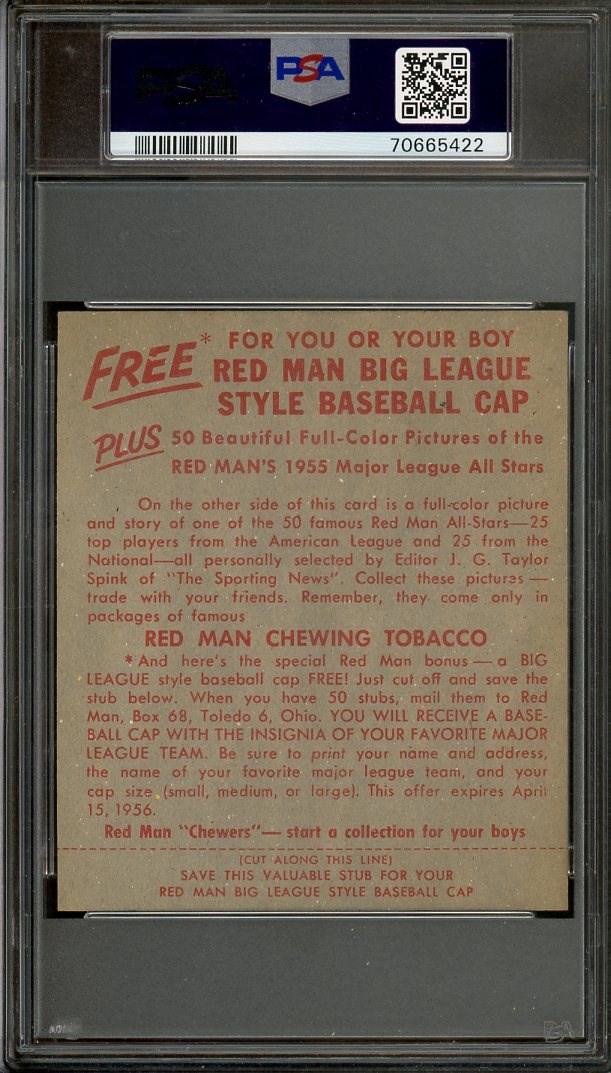 PSA
70665422
FREE* FOR YOU OR YOUR BOY
RED MAN BIG LEAGUE
STYLE BASEBALL CAP
PLUS 50 Beautiful Full-Color Pictures of the
RED MAN'S 1955 Major League All Stars
On the other side of this card is a full-color picture
and story of one of the 50 famous Red Man All-Stars—25
top players from the American League and 25 from the
National—all personally selected by Editor J. G. Taylor
Spink of "The Sporting News". Collect these pictures —
trade with your friends. Remember, they come only in
packages of famous
RED MAN CHEWING TOBACCO
* And here's the special Red Man bonus — a BIG
LEAGUE style baseball cap FREE! Just cut off and save the
stub below. When you have 50 stubs, mail them to Red
Man, Box 68, Toledo 6, Ohio. YOU WILL RECEIVE A BASE-
BALL CAP WITH THE INSIGNIA OF YOUR FAVORITE MAJOR
LEAGUE TEAM. Be sure to print your name and address,
the name of your favorite major league team, and your
cap size (small, medium, or large). This offer expires April
15, 1956.
Red Man "Chewers"— start a collection for your boys
(CUT ALONG THIS LINE)
SAVE THIS VALUABLE STUB FOR YOUR
RED MAN BIG LEAGUE STYLE BASEBALL CAP
PSA